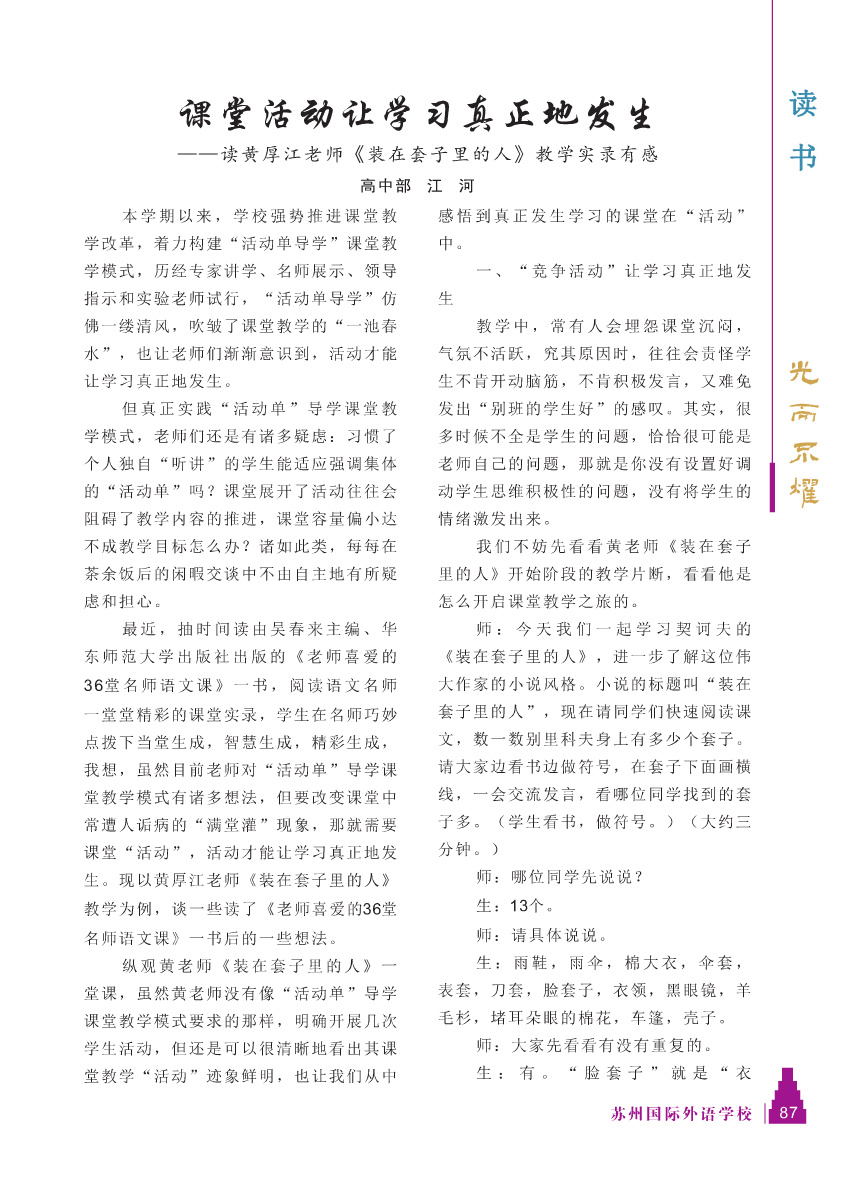 课堂活动让学习真正地发生
——读黄厚江老师《装在套子里的人》教学实录有感
高中部 江 河
本学期以来，学校强势推进课堂教
学改革，着力构建“活动单导学”课堂教
学模式，历经专家讲学、名师展示、领导
指示和实验老师试行，“活动单导学”仿
佛一缕清风，吹皱了课堂教学的“一池春
水”，也让老师们渐渐意识到，活动才能
让学习真正地发生。
但真正实践“活动单”导学课堂教
学模式，老师们还是有诸多疑虑：习惯了
个人独自“听讲”的学生能适应强调集体
的“活动单”吗？课堂展开了活动往往会
阻碍了教学内容的推进，课堂容量偏小达
不成教学目标怎么办？诸如此类，每每在
茶余饭后的闲暇交谈中不由自主地有所疑
虑和担心。
最近，抽时间读由吴春来主编、华
东师范大学出版社出版的《老师喜爱的
36堂名师语文课》一书，阅读语文名师
一堂堂精彩的课堂实录，学生在名师巧妙
点拨下当堂生成，智慧生成，精彩生成，
我想，虽然目前老师对“活动单”导学课
堂教学模式有诸多想法，但要改变课堂中
常遭人诟病的“满堂灌”现象，那就需要
课堂“活动”，活动才能让学习真正地发
生。现以黄厚江老师《装在套子里的人》
教学为例，谈一些读了《老师喜爱的36堂
名师语文课》一书后的一些想法。
纵观黄老师《装在套子里的人》一
堂课，虽然黄老师没有像“活动单”导学
课堂教学模式要求的那样，明确开展几次
学生活动，但还是可以很清晰地看出其课
堂教学“活动”迹象鲜明，也让我们从中
感悟到真正发生学习的课堂在“活动”
中。
一、“竞争活动”让学习真正地发
生
教学中，常有人会埋怨课堂沉闷，
气氛不活跃，究其原因时，往往会责怪学
生不肯开动脑筋，不肯积极发言，又难免
发出“别班的学生好”的感叹。其实，很
多时候不全是学生的问题，恰恰很可能是
老师自己的问题，那就是你没有设置好调
动学生思维积极性的问题，没有将学生的
情绪激发出来。
我们不妨先看看黄老师《装在套子
里的人》开始阶段的教学片断，看看他是
怎么开启课堂教学之旅的。
师：今天我们一起学习契诃夫的
《装在套子里的人》，进一步了解这位伟
大作家的小说风格。小说的标题叫“装在
套子里的人”，现在请同学们快速阅读课
文，数一数别里科夫身上有多少个套子。
请大家边看书边做符号，在套子下面画横
线，一会交流发言，看哪位同学找到的套
子多。（学生看书，做符号。）（大约三
分钟。）
师：哪位同学先说说？
生：13个。
师：请具体说说。
生：雨鞋，雨伞，棉大衣，伞套，
表套，刀套，脸套子，衣领，黑眼镜，羊
毛杉，堵耳朵眼的棉花，车篷，壳子。
师：大家先看看有没有重复的。
生：有。“脸套子”就是“衣
读书
光而不耀
苏州国际外语学校 87